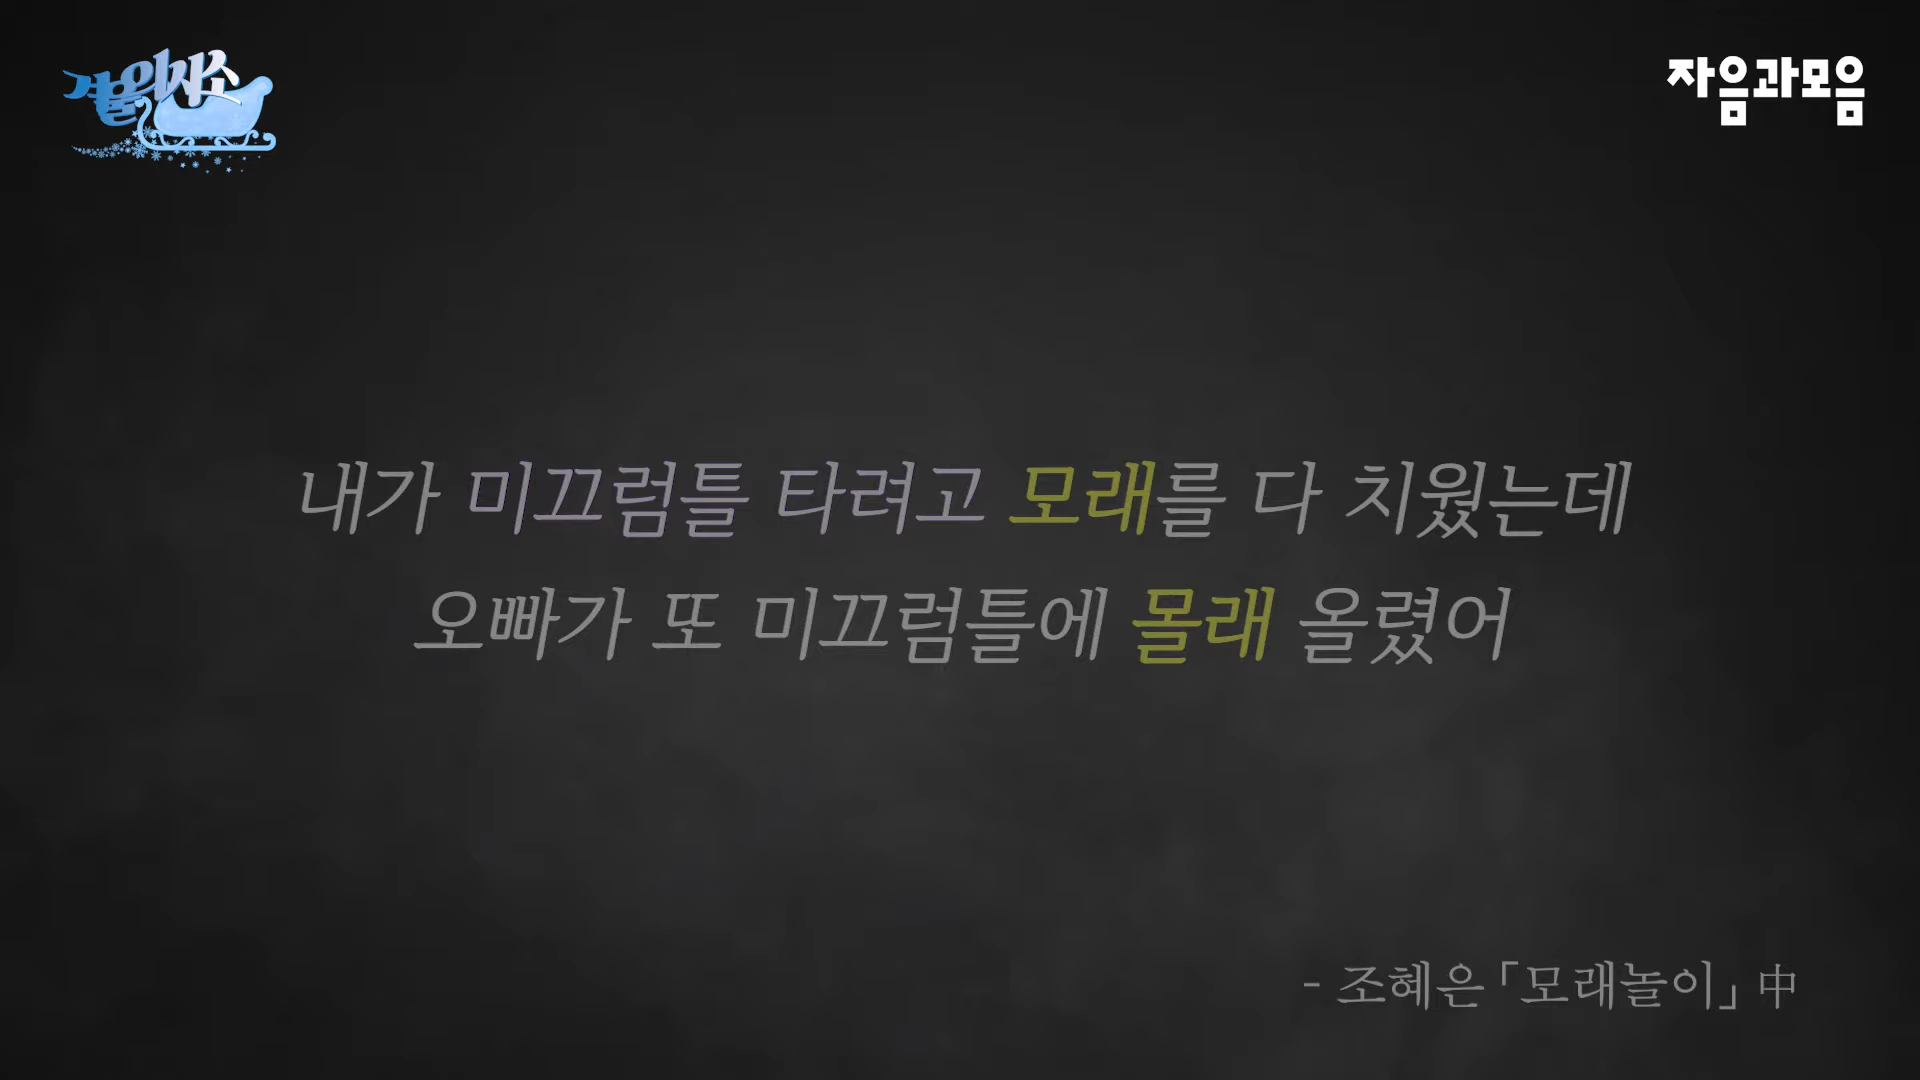 겨울의 시소
자음과모음
내가 미끄럼틀 타려고 모래를 다 치웠는데
오빠가 또 미끄럼틀에 몰래 올렸어
- 조혜은 「모래놀이」 中